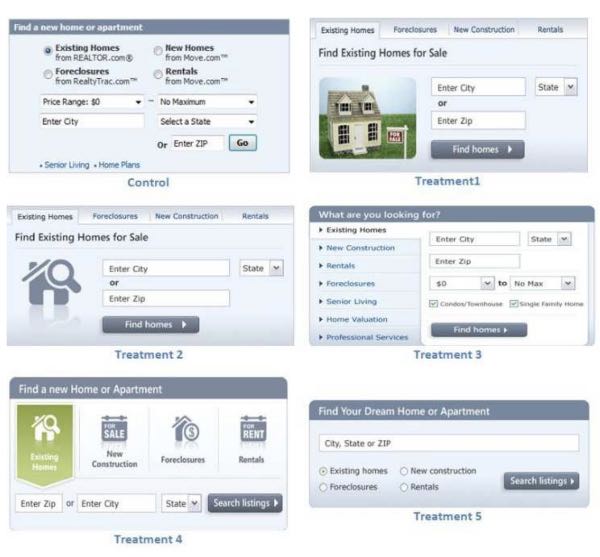 Find a new home or apartment
Existing Homes
from REALTOR.com®
New Homes
from Move.com™
Foreclosures
from RealtyTrac.com™
Rentals
from Move.com™
Price Range: $0 – No Maximum
Enter City Select a State
Or Enter ZIP Go
• Senior Living • Home Plans
Control
Existing Homes Foreclosures New Construction Rentals
Find Existing Homes for Sale
Enter City State
or
Enter Zip
FOR
SALE
Find homes
Treatment1
Existing Homes Foreclosures New Construction Rentals
Find Existing Homes for Sale
Enter City State
or
Enter Zip
Find homes
Treatment 2
What are you looking for?
Existing Homes
New Construction
Rentals
Foreclosures
Senior Living
Home Valuation
Professional Services
Enter City State
Enter Zip
$0 to No Max
Condos/Townhouse Single Family Home
Find homes
Treatment 3
Find a new Home or Apartment
Existing
Homes
FOR
SALE
New
Construction
Foreclosures
FOR
RENT
Rentals
Enter Zip or Enter City State Search listings
Treatment 4
Find Your Dream Home or Apartment
City, State or ZIP
Existing homes New construction
Foreclosures Rentals
Search listings
Treatment 5